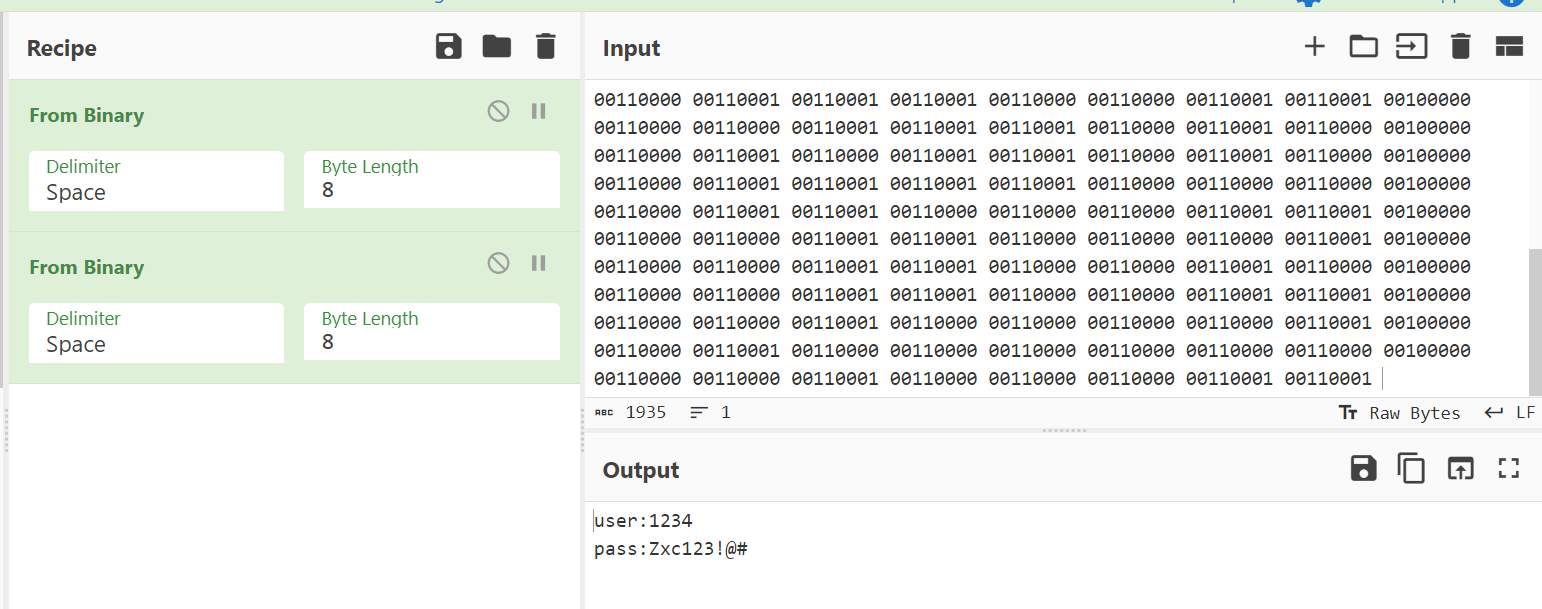 Recipe
From Binary
Delimiter
Space
Byte Length
8
From Binary
Delimiter
Space
Byte Length
8
Input
00110000 00110001 00110001 00110001 00110000 00110000 00110001 00110001 00100000
00110000 00110000 00110001 00110001 00110001 00110000 00110001 00110000 00100000
00110000 00110001 00110000 00110001 00110001 00110000 00110001 00110000 00100000
00110000 00110001 00110001 00110001 00110001 00110000 00110000 00110000 00100000
00110000 00110001 00110001 00110000 00110000 00110000 00110001 00110001 00100000
00110000 00110000 00110001 00110001 00110000 00110000 00110000 00110001 00100000
00110000 00110000 00110001 00110001 00110000 00110000 00110001 00110000 00100000
00110000 00110000 00110001 00110001 00110000 00110000 00110001 00110001 00100000
00110000 00110000 00110001 00110000 00110000 00110000 00110000 00110001 00100000
00110000 00110001 00110000 00110000 00110000 00110000 00110000 00110000 00100000
00110000 00110000 00110001 00110000 00110000 00110000 00110001 00110001
ABC 1935 1
Raw Bytes LF
Output
user:1234
pass:Zxc123!@#